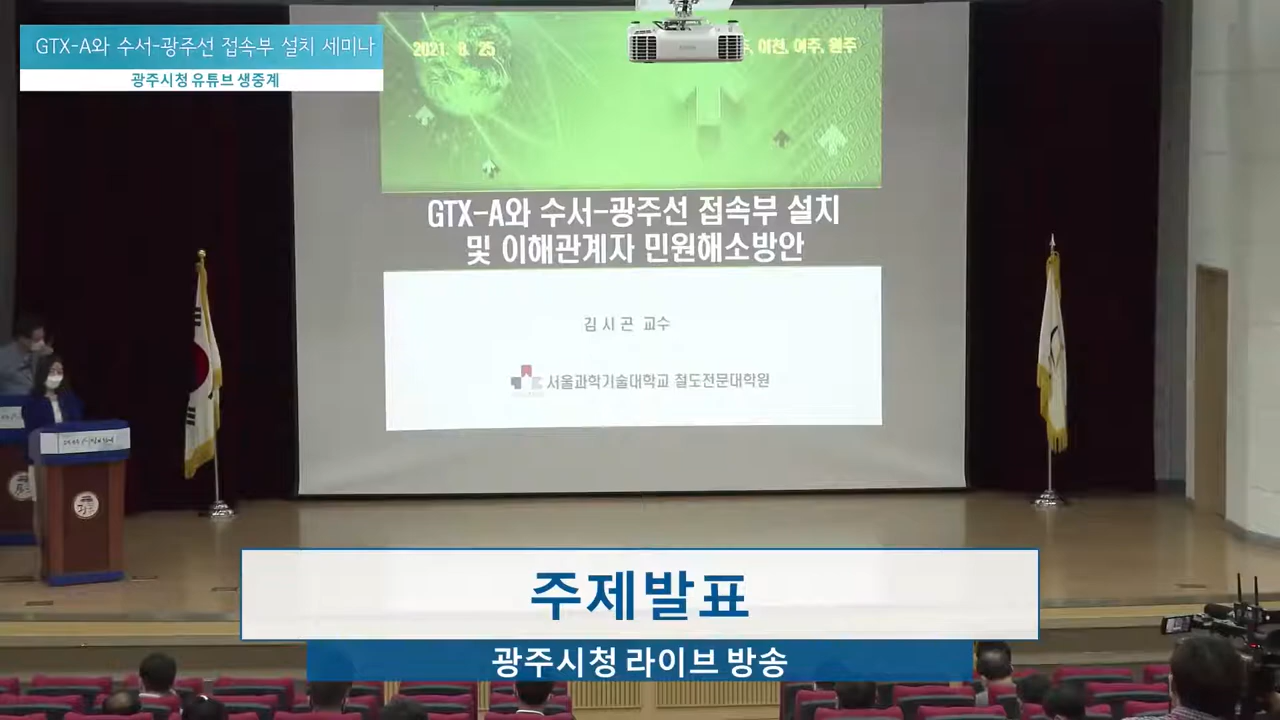 GTX-A와 수서-광주선 접속부 설치 세미나
광주시청 유튜브 생중계
2021. 8. 25
이천, 여주, 원주
GTX-A와 수서-광주선 접속부 설치
및 이해관계자 민원해소방안
김시곤 교수
서울과학기술대학교 철도전문대학원
주제발표
광주시청 라이브 방송